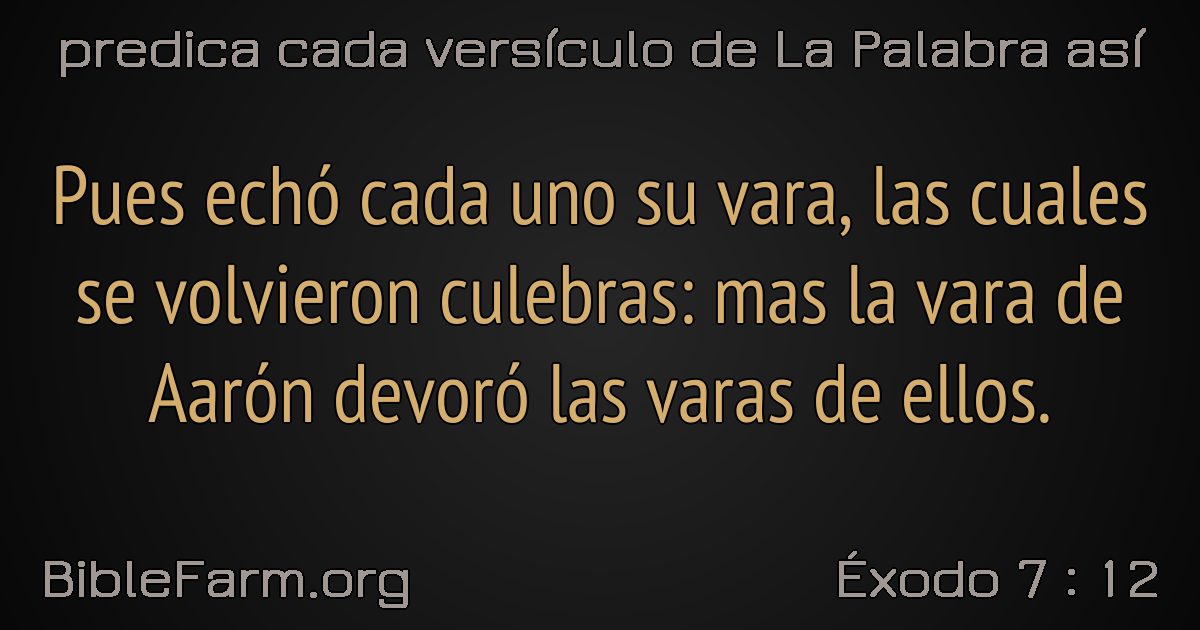 predica cada versículo de La Palabra así
Pues echó cada uno su vara, las cuales
se volvieron culebras: mas la vara de
Aarón devoró las varas de ellos.
BibleFarm.org
Éxodo 7 : 12